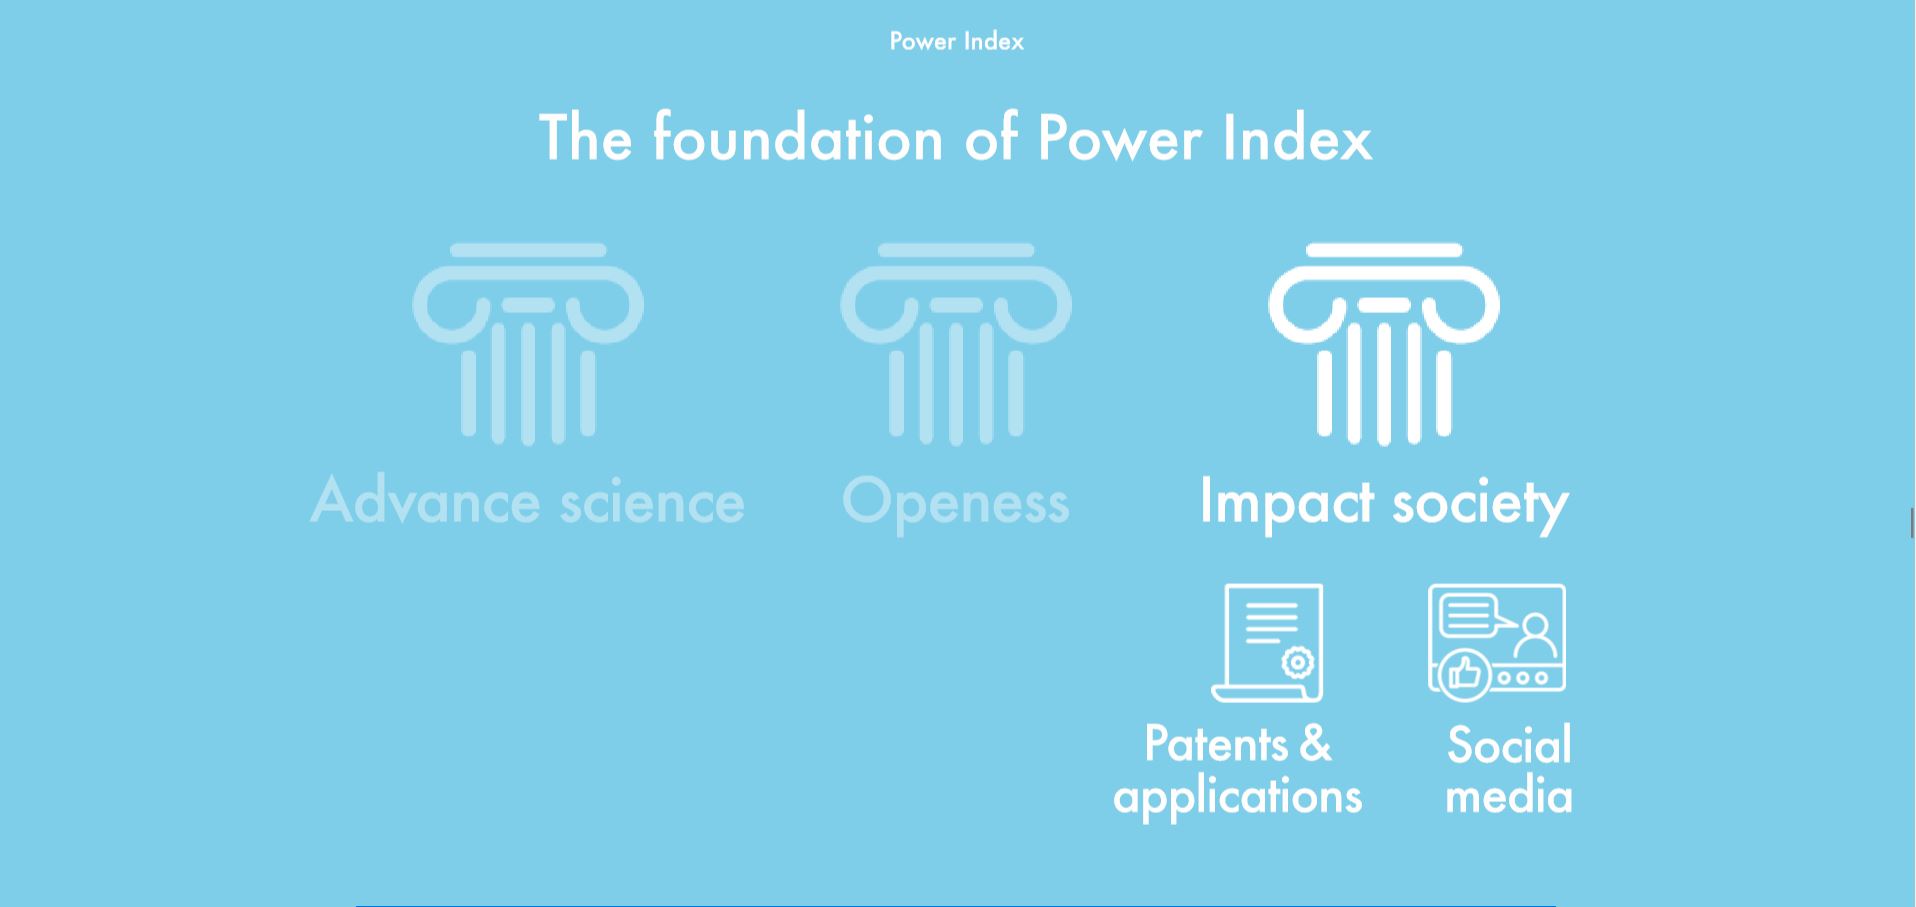 Power Index
The foundation of Power Index
Advance science
Openess
Impact society
Patents &
applications
Social
media